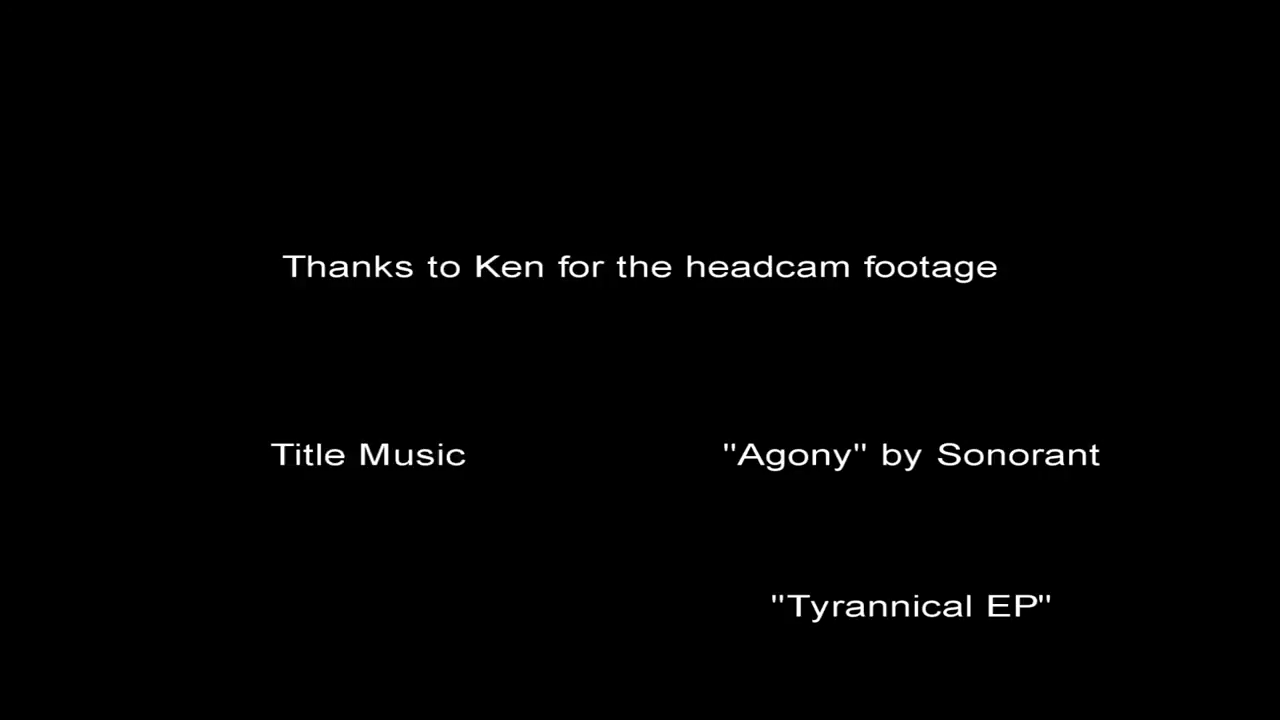 Thanks to Ken for the headcam footage
Title Music "Agony" by Sonorant
"Tyrannical EP"